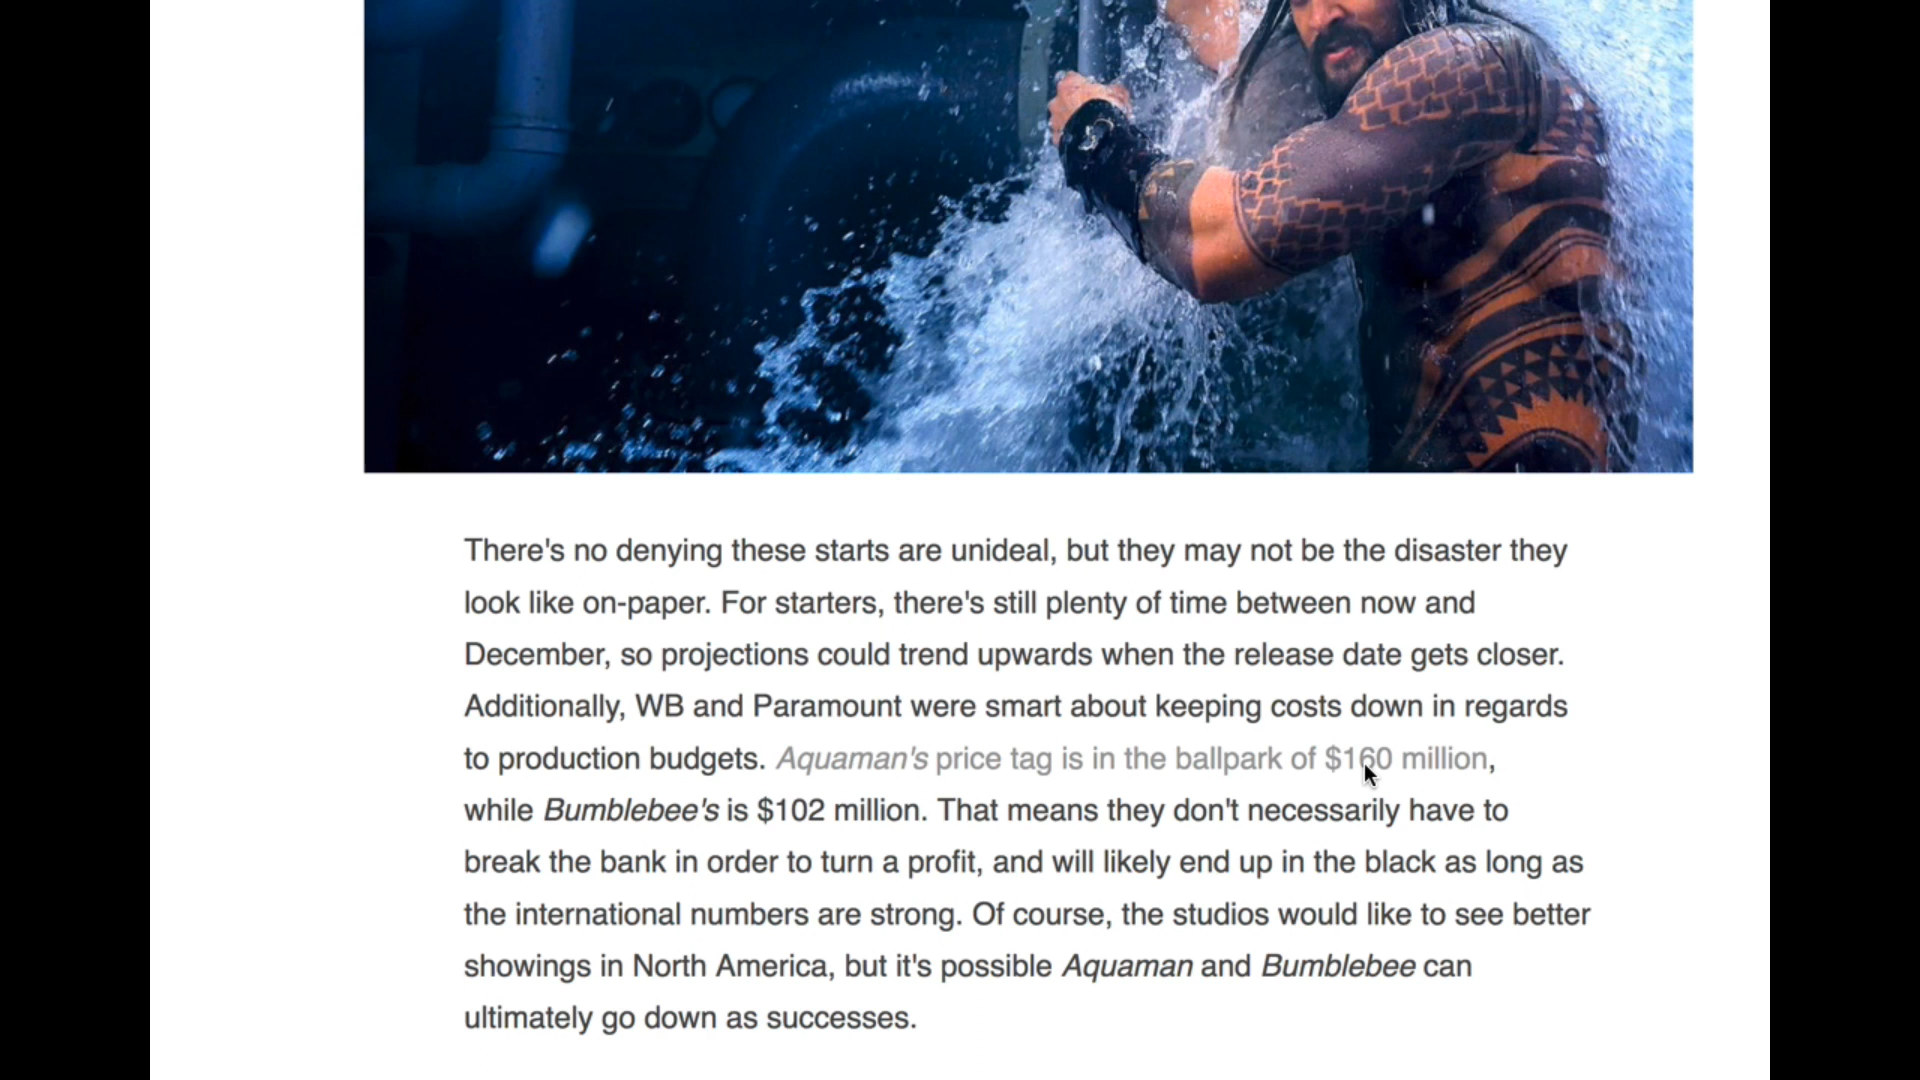 There's no denying these starts are unideal, but they may not be the disaster they
look like on-paper. For starters, there's still plenty of time between now and
December, so projections could trend upwards when the release date gets closer.
Additionally, WB and Paramount were smart about keeping costs down in regards
to production budgets. Aquaman's price tag is in the ballpark of $160 million,
while Bumblebee's is $102 million. That means they don't necessarily have to
break the bank in order to turn a profit, and will likely end up in the black as long as
the international numbers are strong. Of course, the studios would like to see better
showings in North America, but it's possible Aquaman and Bumblebee can
ultimately go down as successes.